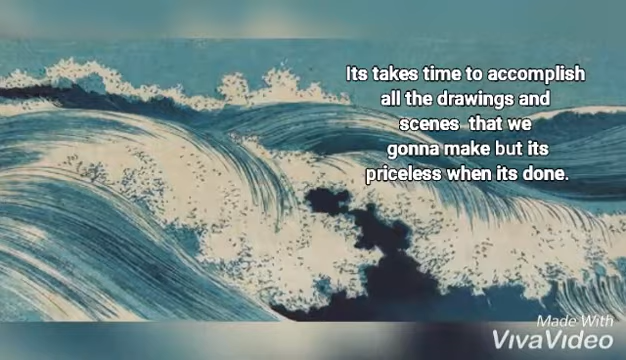 Its takes time to accomplish
all the drawings and
scenes that we
gonna make but its
priceless when its done.
Made With
VivaVideo